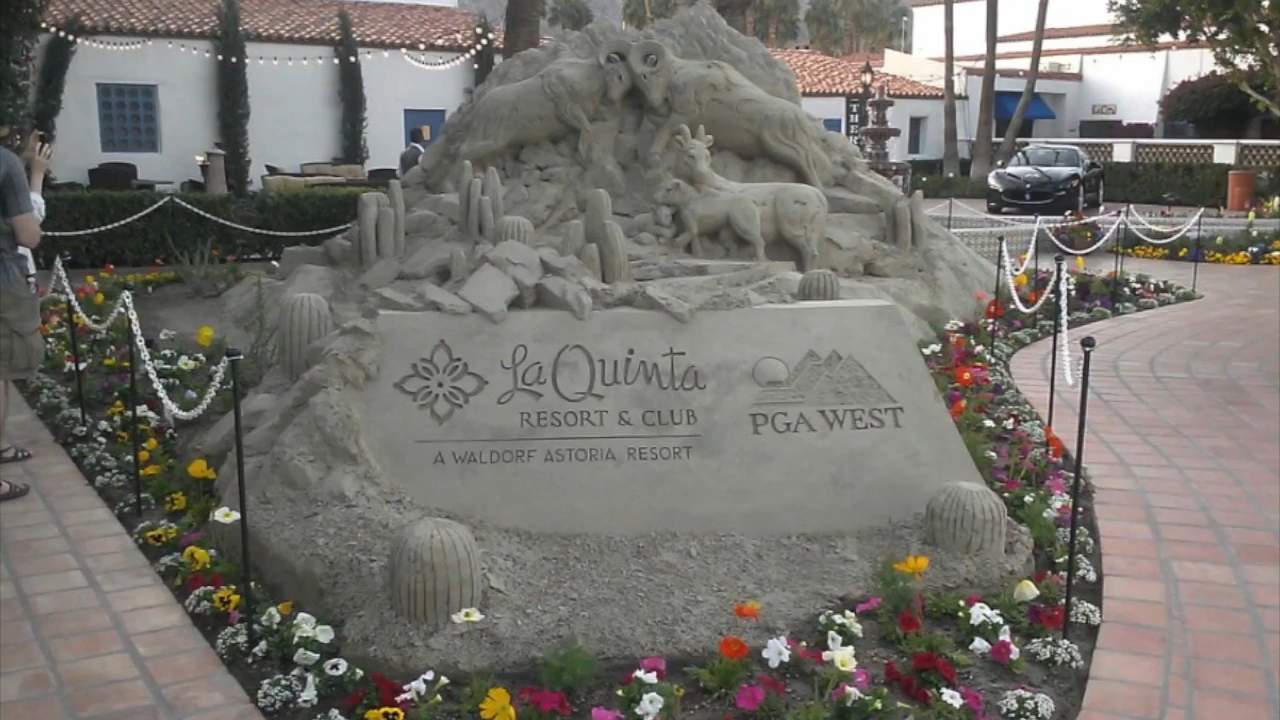 La Quinta
RESORT & CLUB
A WALDORF ASTORIA RESORT
PGA WEST